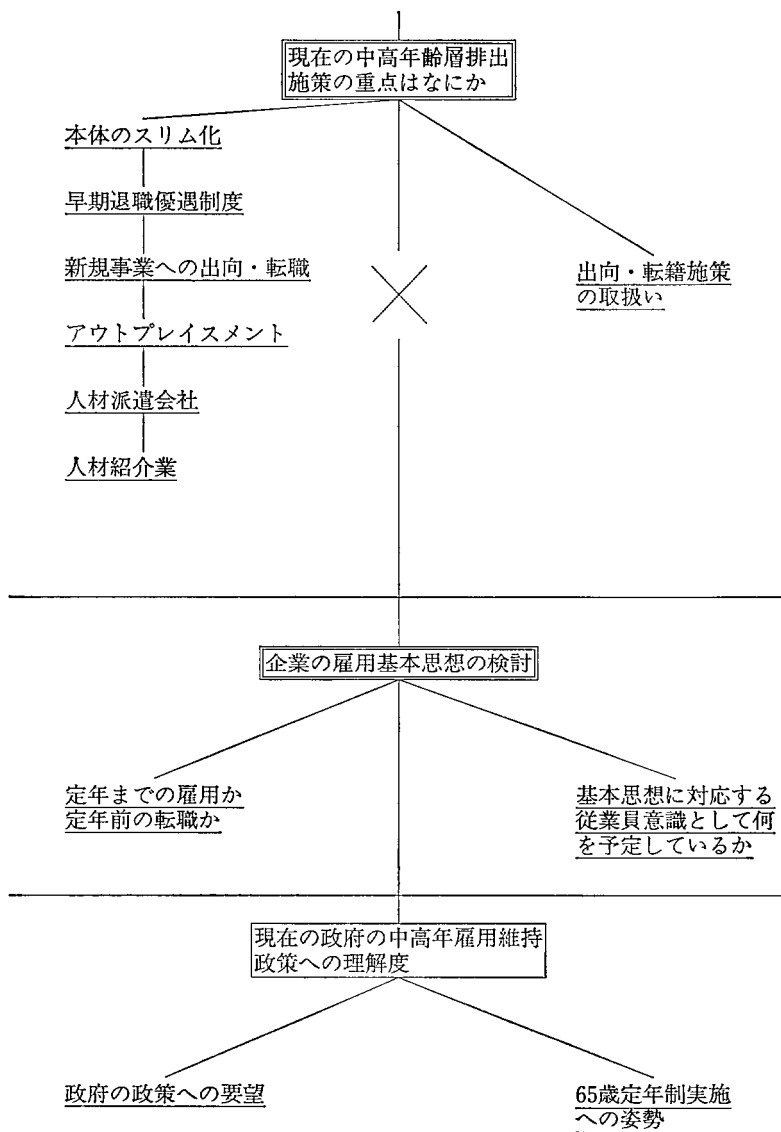 現在の中高年齢層排出
施策の重点はなにか
本体のスリム化
早期退職優遇制度
新規事業への出向・転職
アウトプレイスメント
人材派遣会社
人材紹介業
出向・転籍施策
の取扱い
企業の雇用基本思想の検討
定年までの雇用か
定年前の転職か
基本思想に対応する
従業員意識として何
を予定しているか
現在の政府の中高年雇用維持
政策への理解度
政府の政策への要望
65歳定年制実施
への姿勢